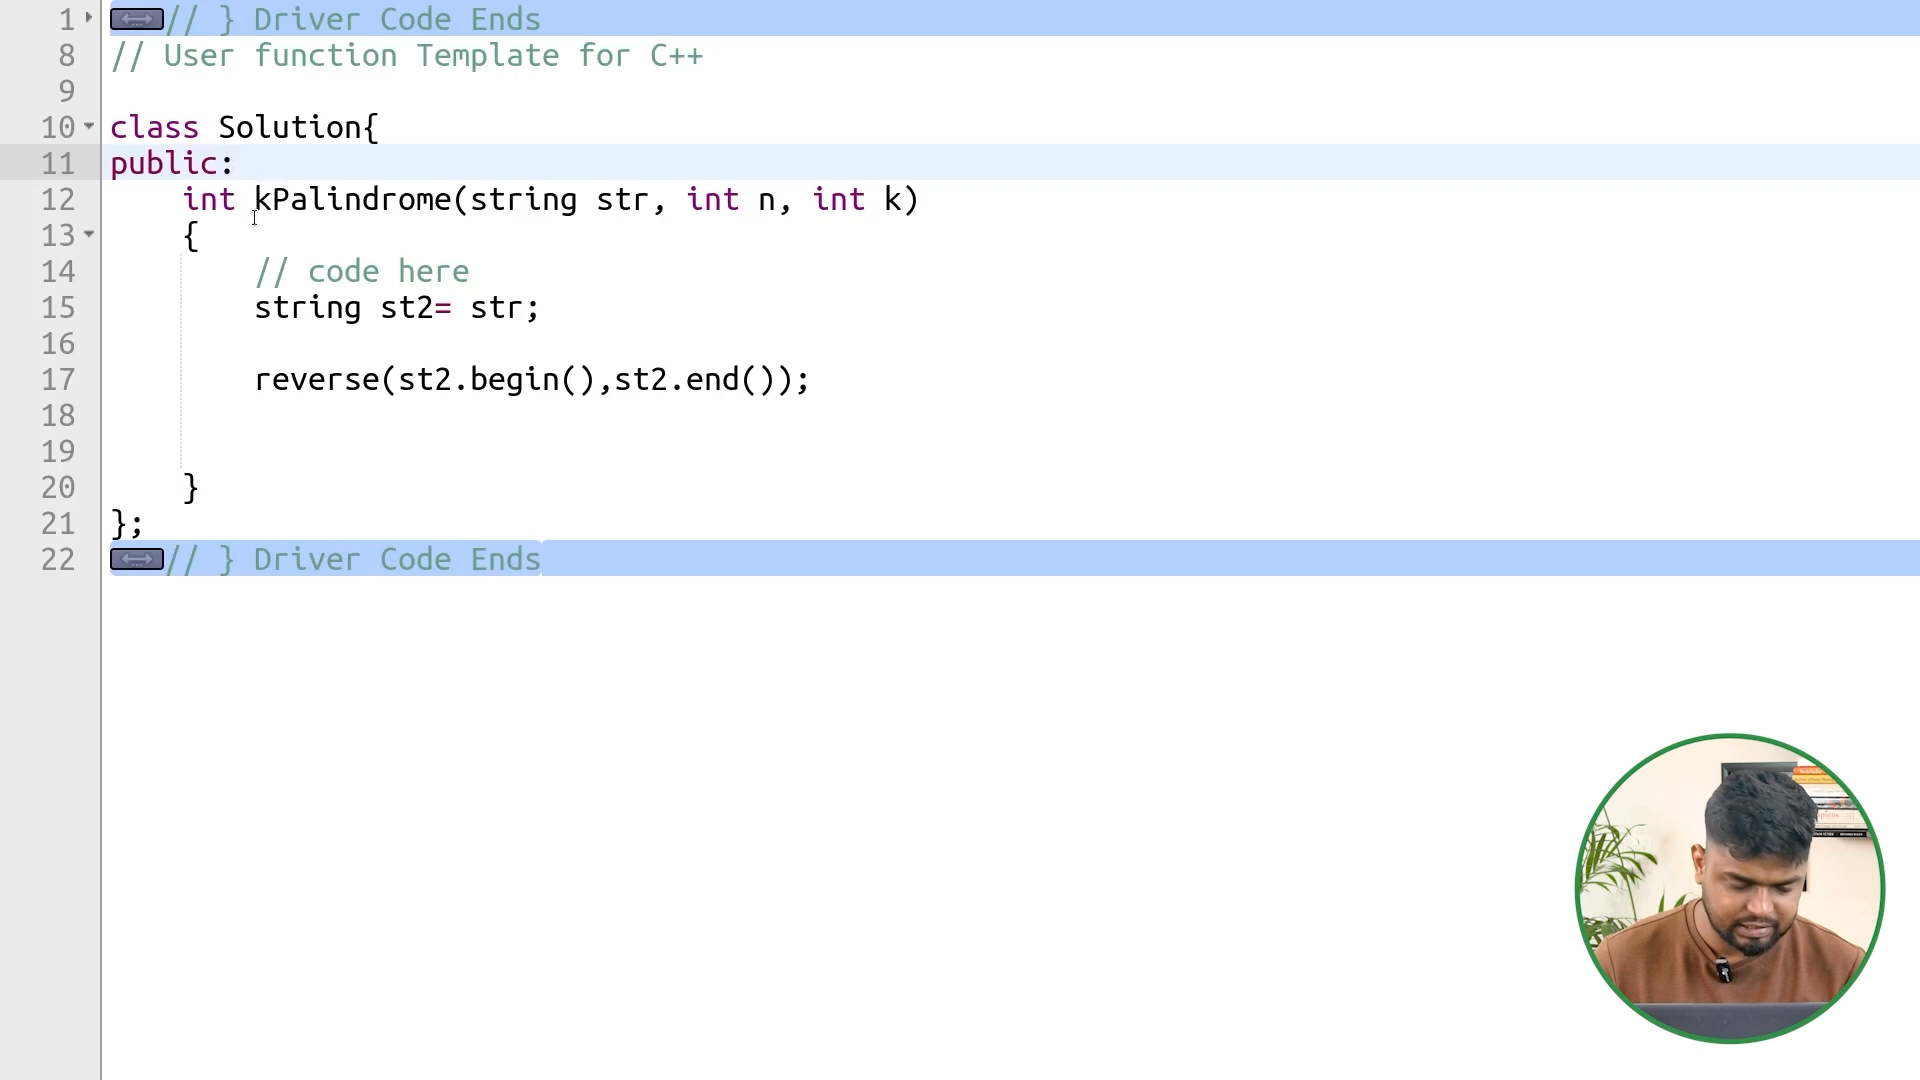 1 // } Driver Code Ends
8 // User function Template for C++
9
10 class Solution{
11 public:
12 int kPalindrome(string str, int n, int k)
13 {
14 // code here
15 string st2= str;
16
17 reverse(st2.begin(),st2.end());
18
19
20 }
21 };
22 // } Driver Code Ends